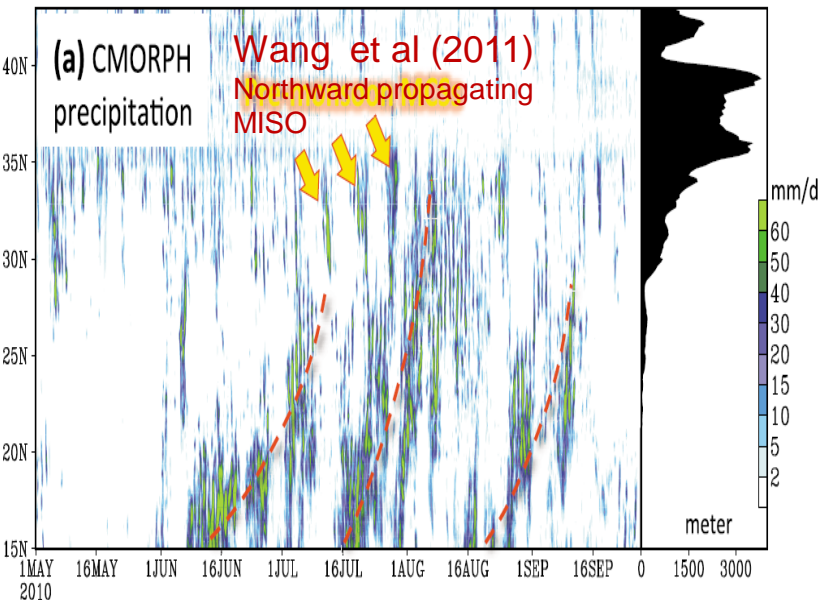 (a) CMORPH
precipitation
Wang et al (2011)
Northward propagating
MISO
40N
35N
30N
25N
20N
15N
1MAY
2010
16MAY
1JUN
16JUN
1JUL
16JUL
1AUG
16AUG
1SEP
16SEP
meter
0
1500
3000
mm/d
60
50
40
30
20
15
10
5
2